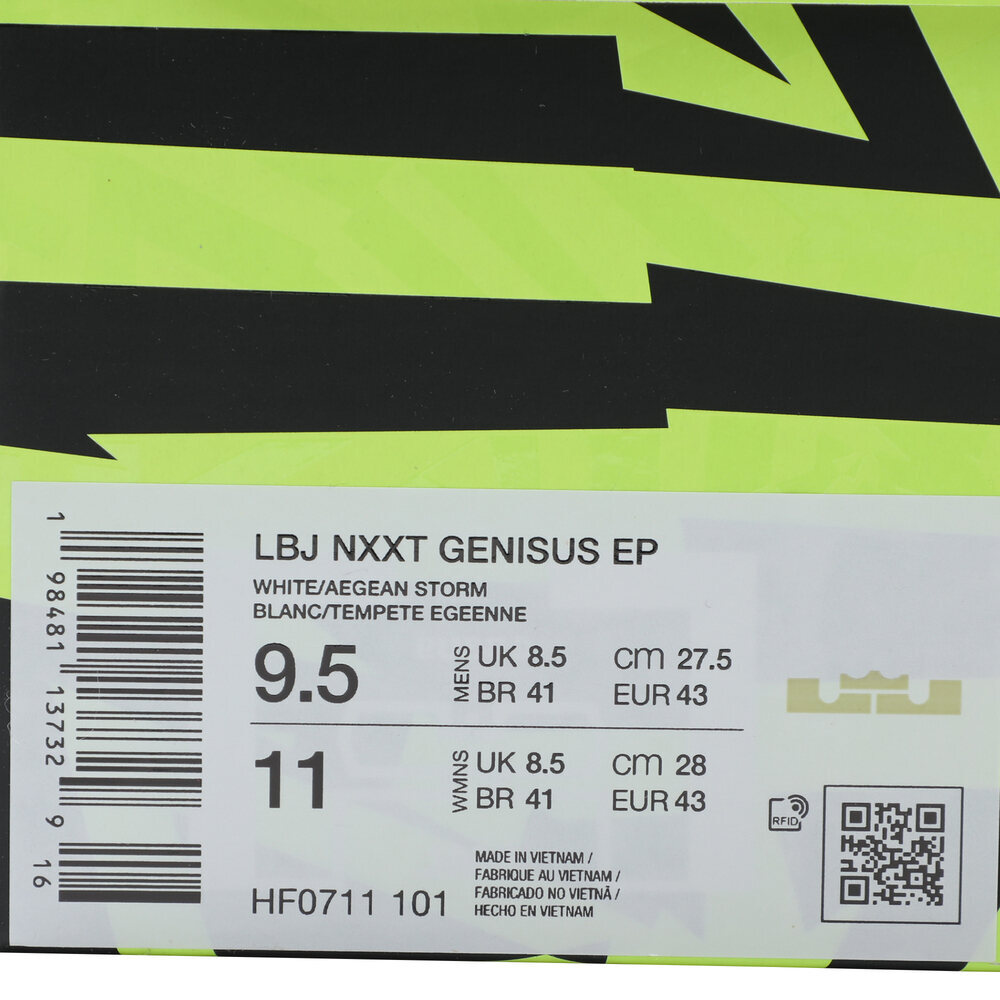 LBJ NXXT GENISUS EP
WHITE/AEGEAN STORM
BLANC/TEMPETE EGEENNE
9.5
MENS
UK 8.5
CM 27.5
BR 41
EUR 43
11
WMNS
UK 8.5
CM 28
BR 41
EUR 43
HF0711 101
MADE IN VIETNAM /
FABRIQUE AU VIETNAM /
FABRICADO NO VIETNÃ /
HECHO EN VIETNAM
RFID
1 98481 13732 9
16